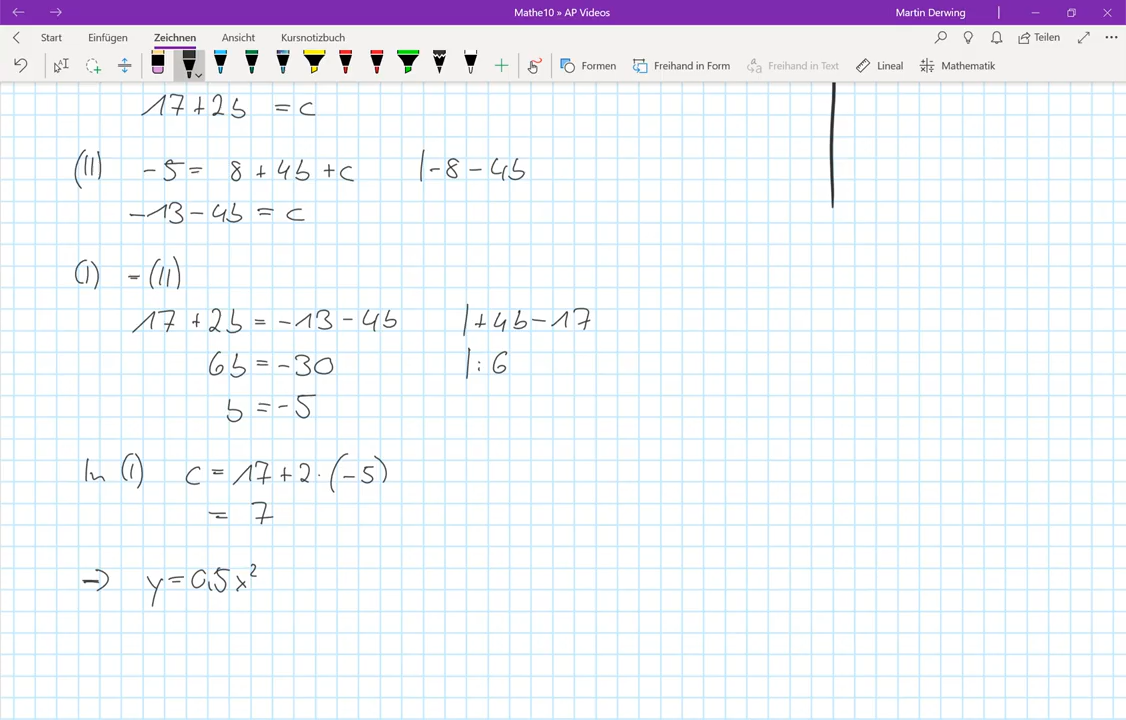 Mathe10 » AP Videos
Martin Derwing
Start Einfügen Zeichnen Ansicht Kursnotizbuch
Teilen
Formen Freihand in Form Freihand in Text Lineal Mathematik
17+2b = c
(II) -5 = 8 + 4b + c |-8 - 4b
-13 - 4b = c
(I) = (II)
17 + 2b = -13 - 4b |+4b - 17
6b = -30 |: 6
b = -5
In (I) c = 17 + 2 · (-5)
= 7
→ y = 0,5x²